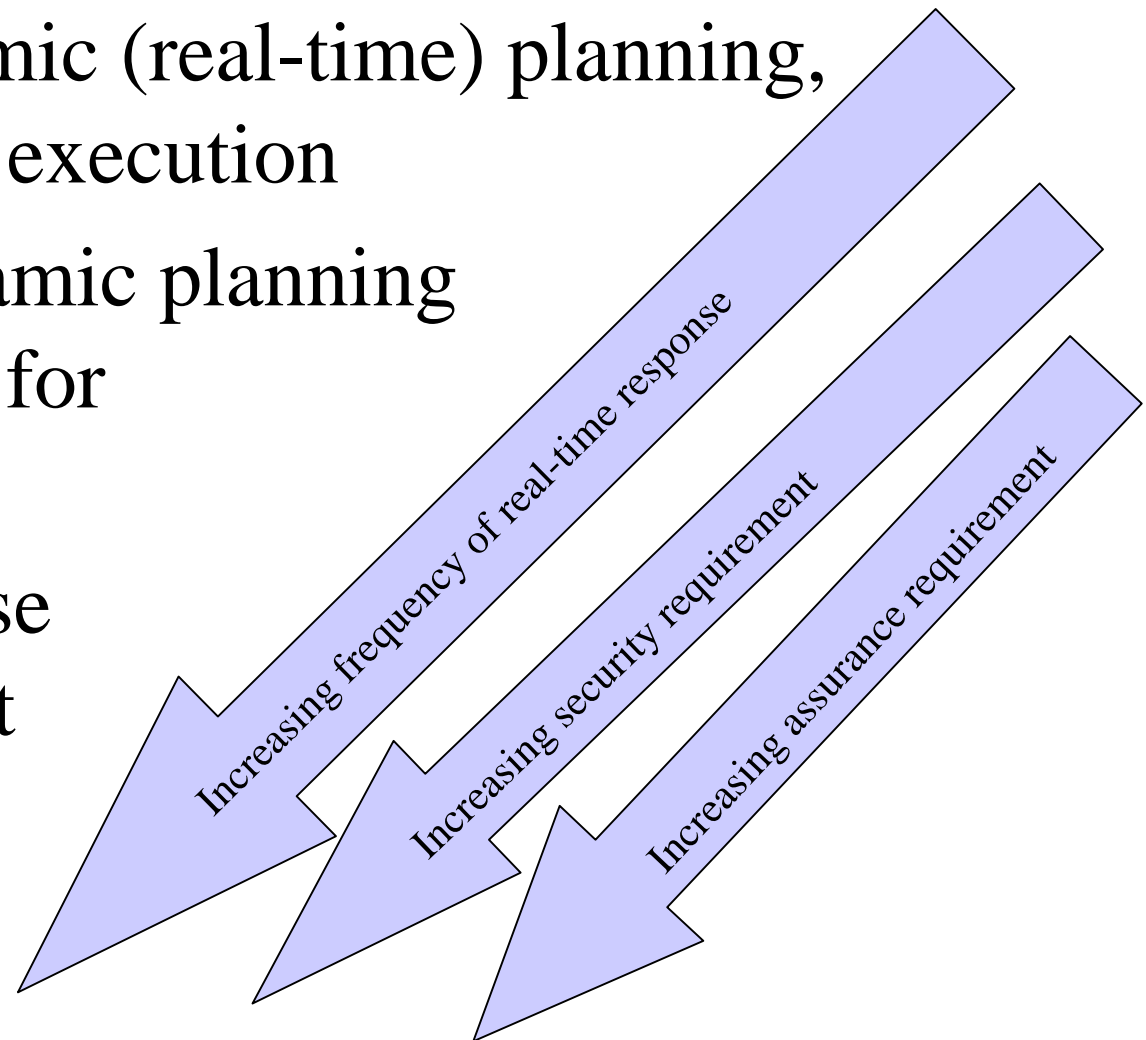 mic (real-time) planning,
execution
amic planning
for
se
t
Increasing frequency of real-time response
Increasing security requirement
Increasing assurance requirement